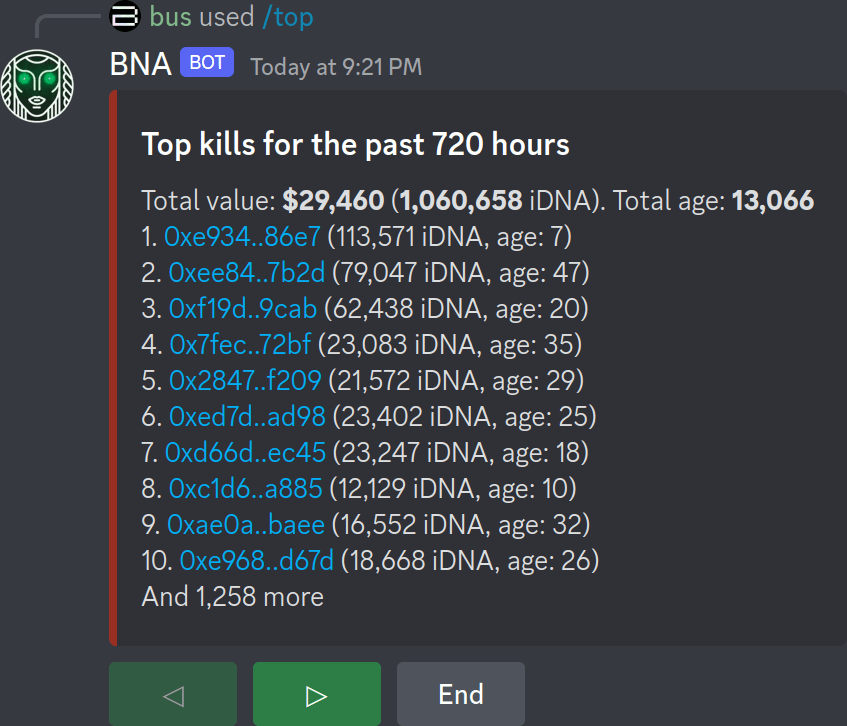 bus used /top
BNA BOT Today at 9:21 PM
Top kills for the past 720 hours
Total value: $29,460 (1,060,658 iDNA). Total age: 13,066
1. 0xe934..86e7 (113,571 iDNA, age: 7)
2. 0xee84..7b2d (79,047 iDNA, age: 47)
3. 0xf19d..9cab (62,438 iDNA, age: 20)
4. 0x7fec..72bf (23,083 iDNA, age: 35)
5. 0x2847..f209 (21,572 iDNA, age: 29)
6. 0xed7d..ad98 (23,402 iDNA, age: 25)
7. 0xd66d..ec45 (23,247 iDNA, age: 18)
8. 0xc1d6..a885 (12,129 iDNA, age: 10)
9. 0xae0a..baee (16,552 iDNA, age: 32)
10. 0xe968..d67d (18,668 iDNA, age: 26)
And 1,258 more
End